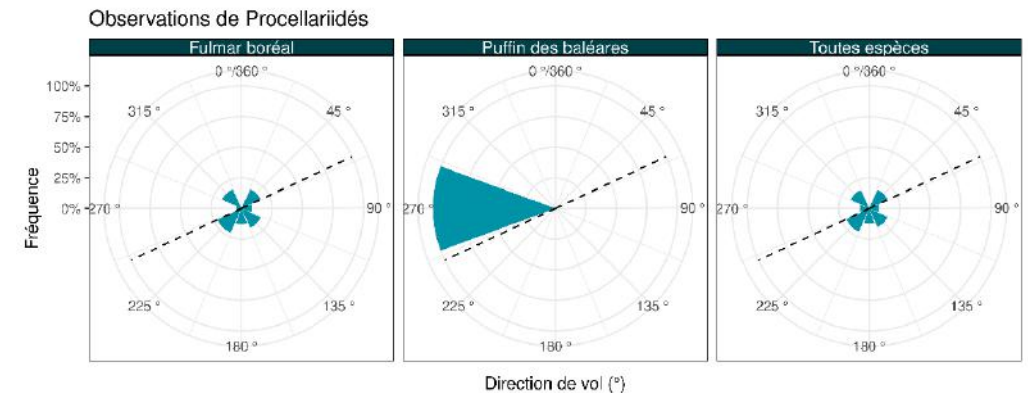 Observations de Procellariidés
Fulmar boréal
Puffin des baléares
Toutes espèces
Fréquence
100%
75%
50%
25%
0%
0 °/360 °
45 °
90 °
135 °
180 °
225 °
270 °
315 °
0 °/360 °
45 °
90 °
135 °
180 °
225 °
270 °
315 °
0 °/360 °
45 °
90 °
135 °
180 °
225 °
270 °
315 °
Direction de vol (°)